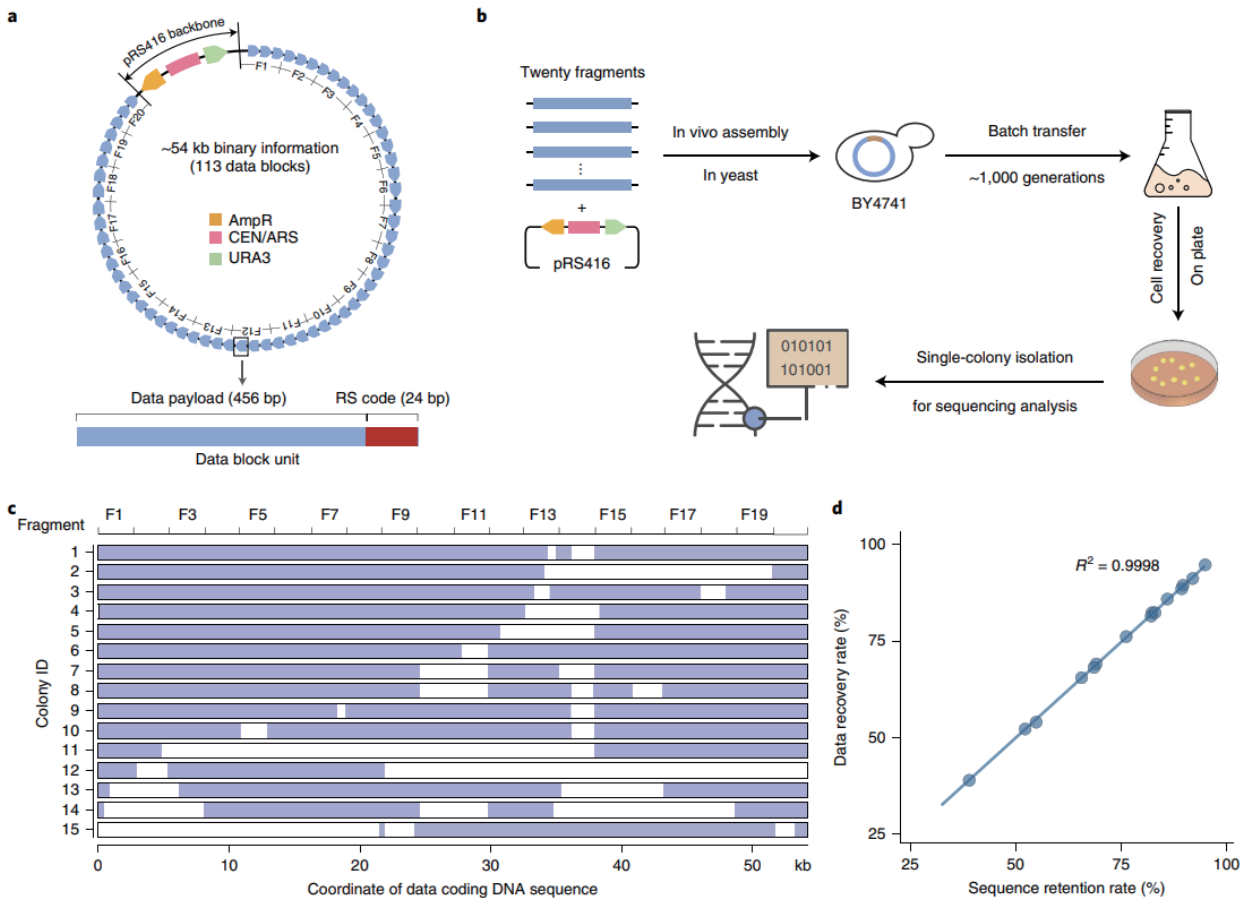 a
pRS416 backbone
F1
F2
F3
F4
F5
F6
F7
F8
F9
F10
F11
F12
F13
F14
F15
F16
F17
F18
F19
F20
~54 kb binary information
(113 data blocks)
AmpR
CEN/ARS
URA3
Data payload (456 bp)
RS code (24 bp)
Data block unit
b
Twenty fragments
+
pRS416
In vivo assembly
In yeast
BY4741
Batch transfer
~1,000 generations
Cell recovery
On plate
Single-colony isolation
for sequencing analysis
010101
101001
c
Fragment
F1 F3 F5 F7 F9 F11 F13 F15 F17 F19
Colony ID
1
2
3
4
5
6
7
8
9
10
11
12
13
14
15
0 10 20 30 40 50 kb
Coordinate of data coding DNA sequence
d
Data recovery rate (%)
100
75
50
25
R² = 0.9998
25 50 75 100
Sequence retention rate (%)